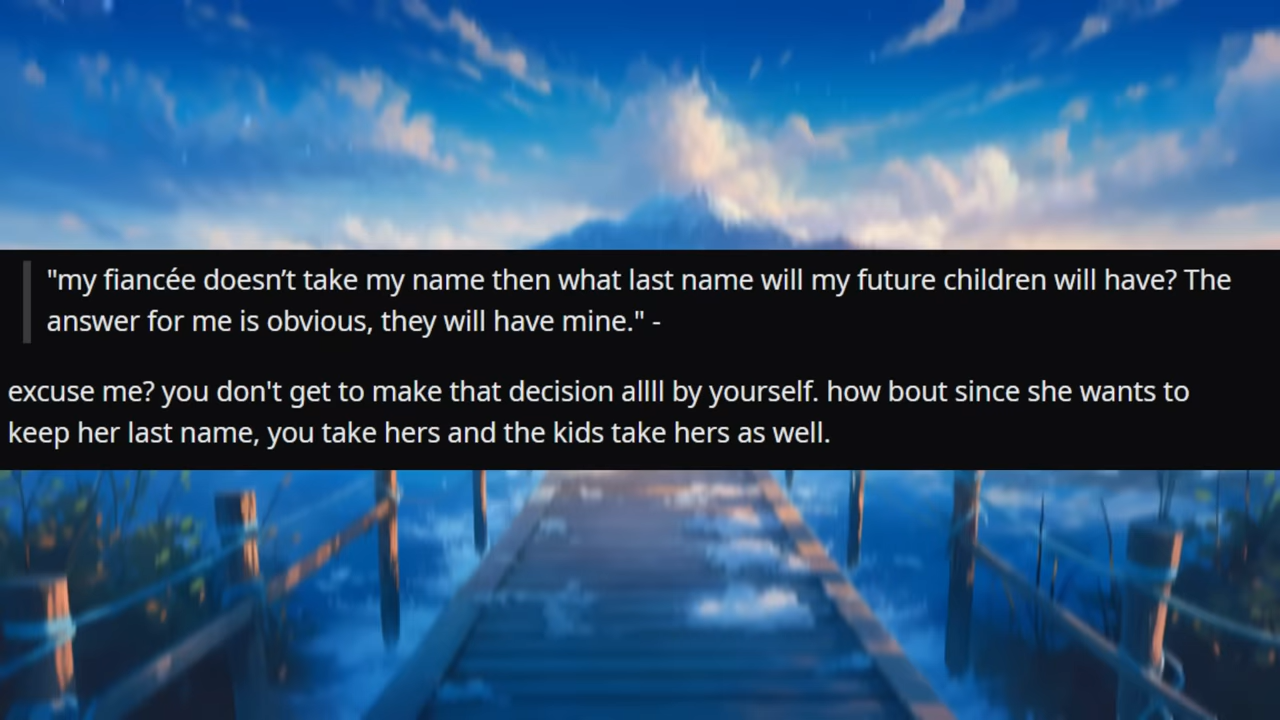 "my fiancée doesn’t take my name then what last name will my future children will have? The
answer for me is obvious, they will have mine." -
excuse me? you don't get to make that decision allll by yourself. how bout since she wants to
keep her last name, you take hers and the kids take hers as well.